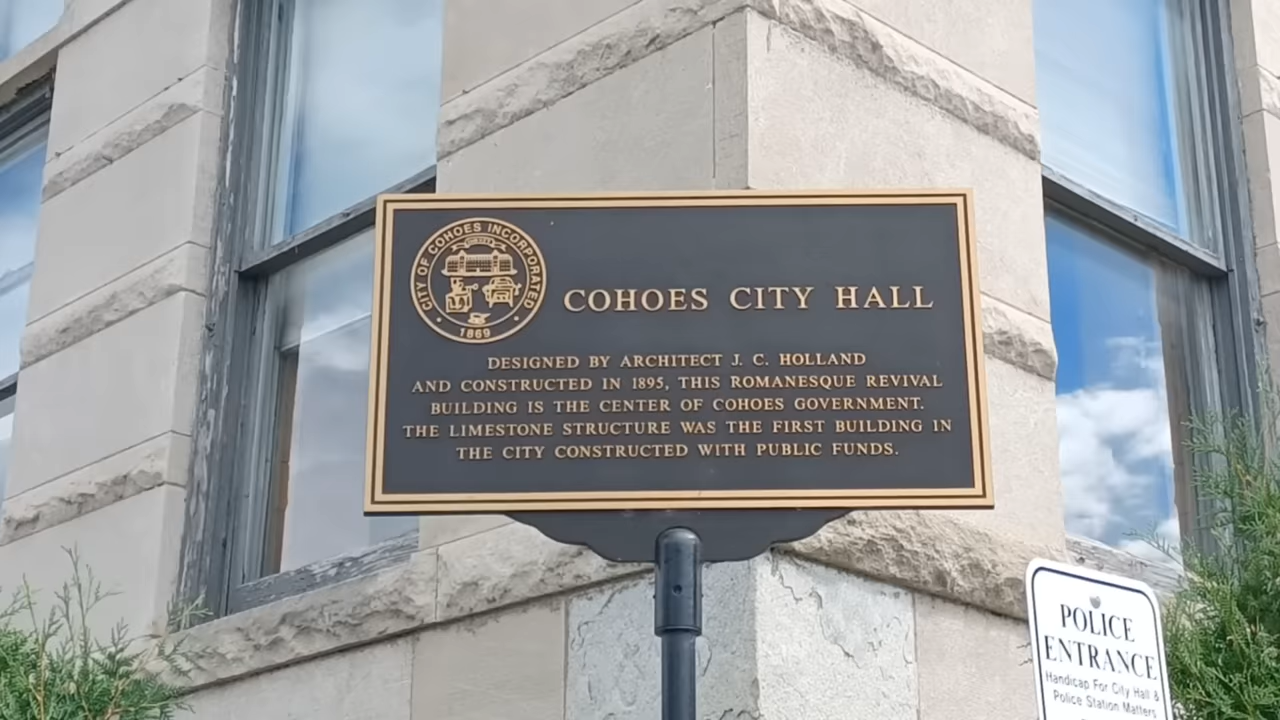 CITY OF COHOES INCORPORATED
1869
COHOES CITY HALL
DESIGNED BY ARCHITECT J. C. HOLLAND
AND CONSTRUCTED IN 1895, THIS ROMANESQUE REVIVAL
BUILDING IS THE CENTER OF COHOES GOVERNMENT.
THE LIMESTONE STRUCTURE WAS THE FIRST BUILDING IN
THE CITY CONSTRUCTED WITH PUBLIC FUNDS.
POLICE
ENTRANCE
Handicap For City Hall &
Police Station Matters